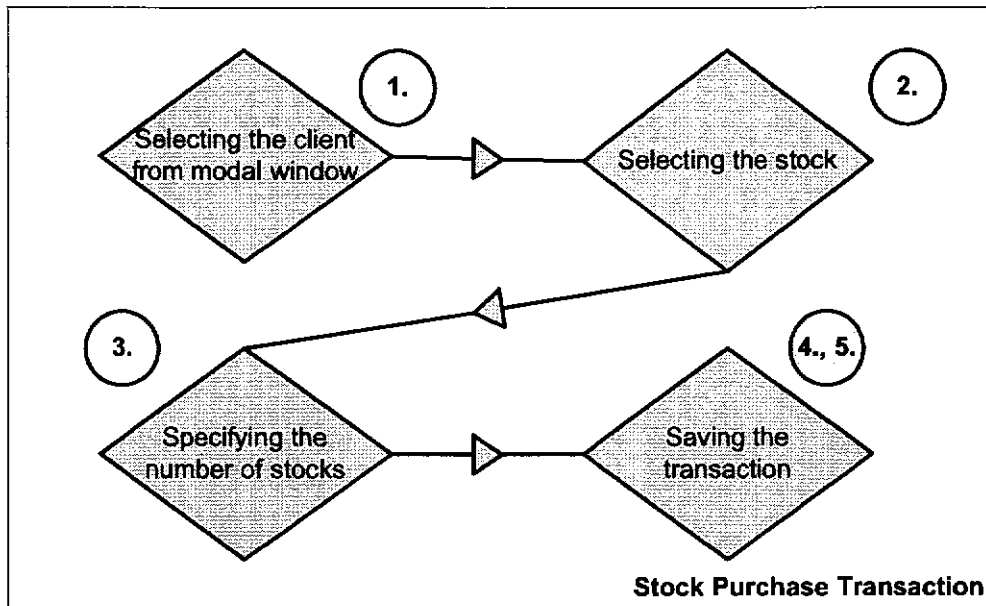 1.
Selecting the client
from modal window
2.
Selecting the stock
3.
Specifying the
number of stocks
4., 5.
Saving the
transaction
Stock Purchase Transaction